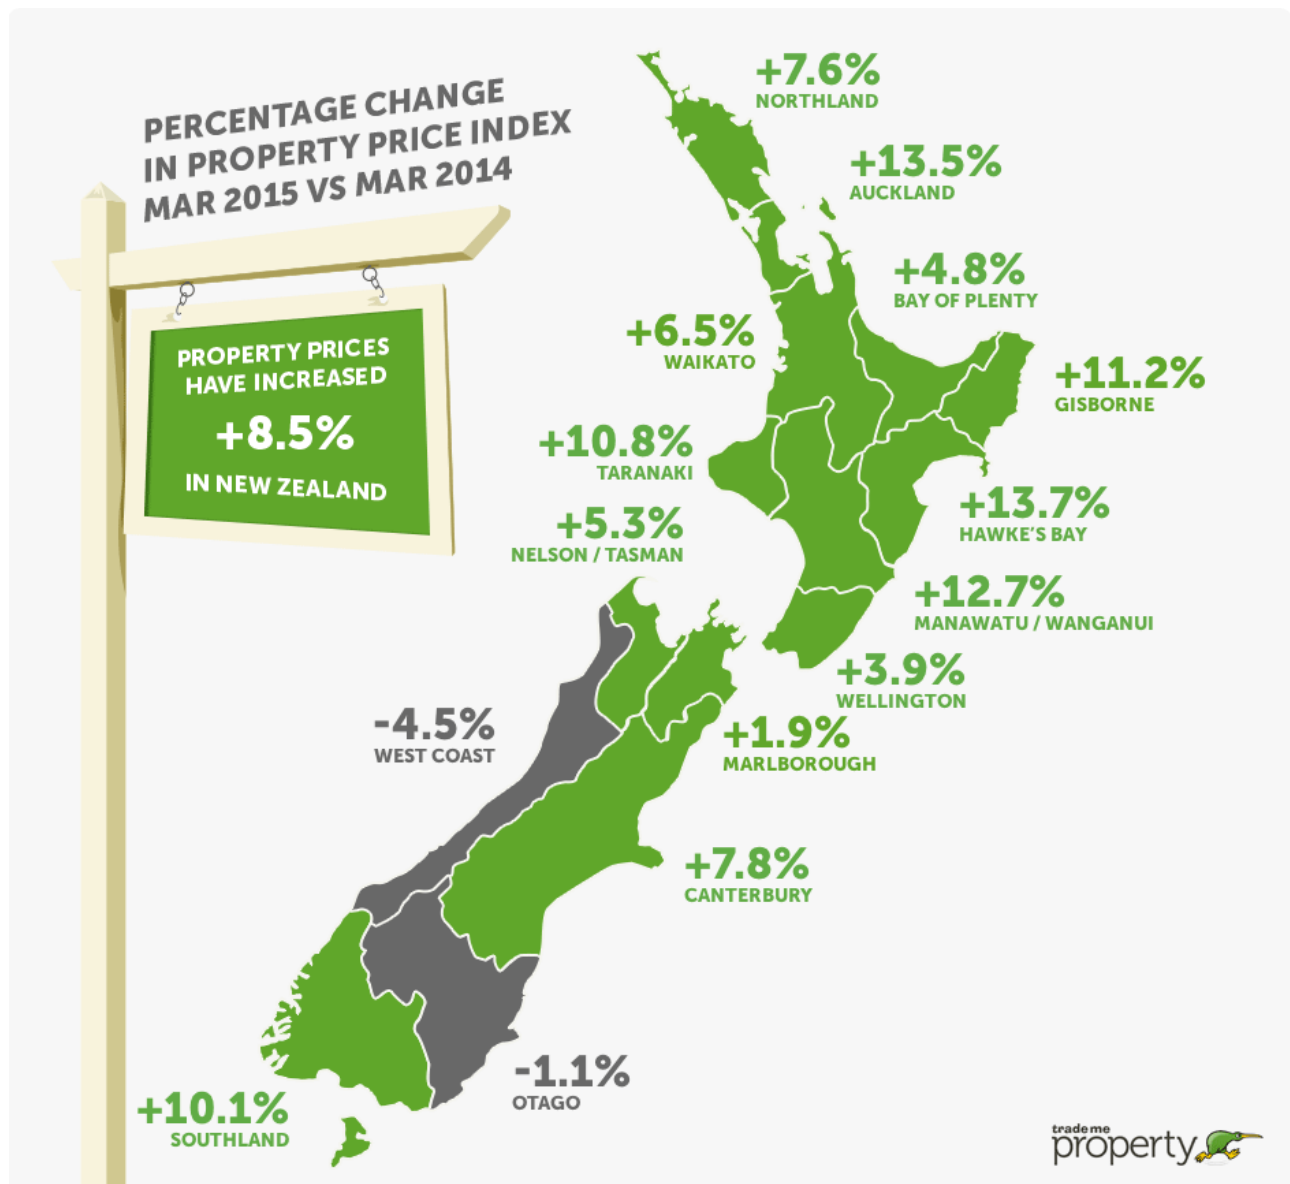 PERCENTAGE CHANGE
IN PROPERTY PRICE INDEX
MAR 2015 VS MAR 2014
PROPERTY PRICES
HAVE INCREASED
+8.5%
IN NEW ZEALAND
+7.6%
NORTHLAND
+13.5%
AUCKLAND
+4.8%
BAY OF PLENTY
+6.5%
WAIKATO
+11.2%
GISBORNE
+10.8%
TARANAKI
+13.7%
HAWKE'S BAY
+5.3%
NELSON / TASMAN
+12.7%
MANAWATU / WANGANUI
+3.9%
WELLINGTON
-4.5%
WEST COAST
+1.9%
MARLBOROUGH
+7.8%
CANTERBURY
-1.1%
OTAGO
+10.1%
SOUTHLAND
trade me
property